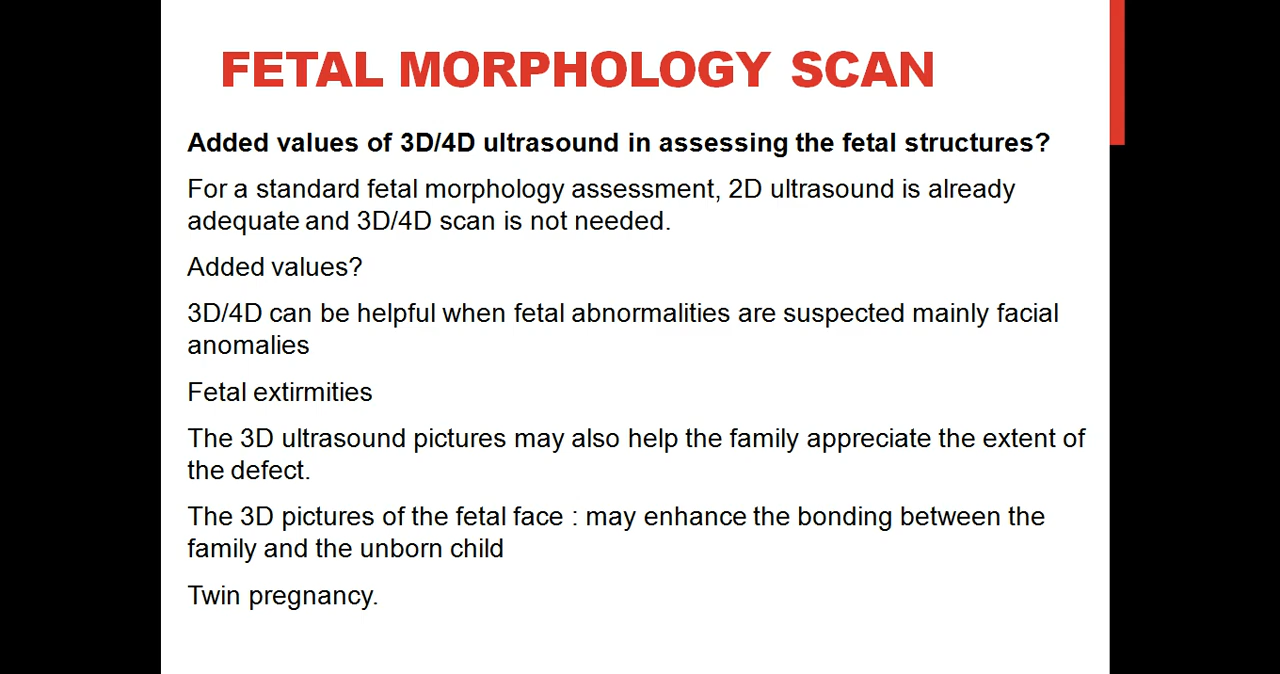 FETAL MORPHOLOGY SCAN
Added values of 3D/4D ultrasound in assessing the fetal structures?
For a standard fetal morphology assessment, 2D ultrasound is already
adequate and 3D/4D scan is not needed.
Added values?
3D/4D can be helpful when fetal abnormalities are suspected mainly facial
anomalies
Fetal extirmities
The 3D ultrasound pictures may also help the family appreciate the extent of
the defect.
The 3D pictures of the fetal face : may enhance the bonding between the
family and the unborn child
Twin pregnancy.